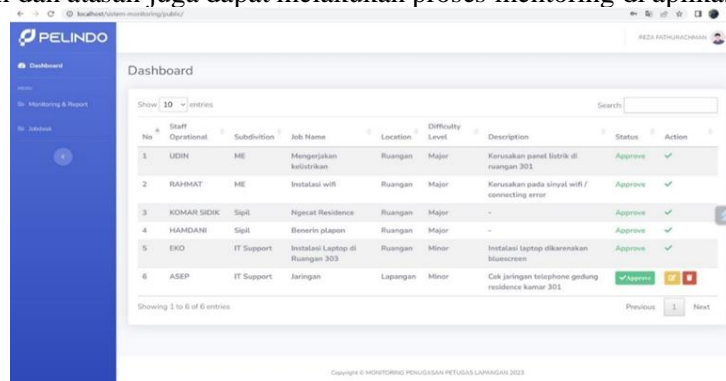 dan atasan juga dapat melakukan proses mentoring di aplika
localhost/sistem-monitoring/public/
PELINDO
REZA FATHURACHMAN
Dashboard
Dashboard
MENU
Monitoring & Report
Jobdesk
Show 10 entries
Search:
No Staff Oprational Subdivition Job Name Location Difficulty Level Description Status Action
1 UDIN ME Mengerjakan kelistrikan Ruangan Major Kerusakan panel listrik di ruangan 301 Approve
2 RAHMAT ME Instalasi wifi Ruangan Major Kerusakan pada sinyal wifi / connecting error Approve
3 KOMAR SIDIK Sipil Ngecat Residence Ruangan Major - Approve
4 HAMDANI Sipil Benerin plapon Ruangan Major - Approve
5 EKO IT Support Instalasi Laptop di Ruangan 303 Ruangan Minor Instalasi laptop dikarenakan bluescreen Approve
6 ASEP IT Support Jaringan Lapangan Minor Cek jaringan telephone gedung residence kamar 301 Approve
Showing 1 to 6 of 6 entries
Previous 1 Next
Copyright © MONITORING PENUGASAN PETUGAS LAPANGAN 2023